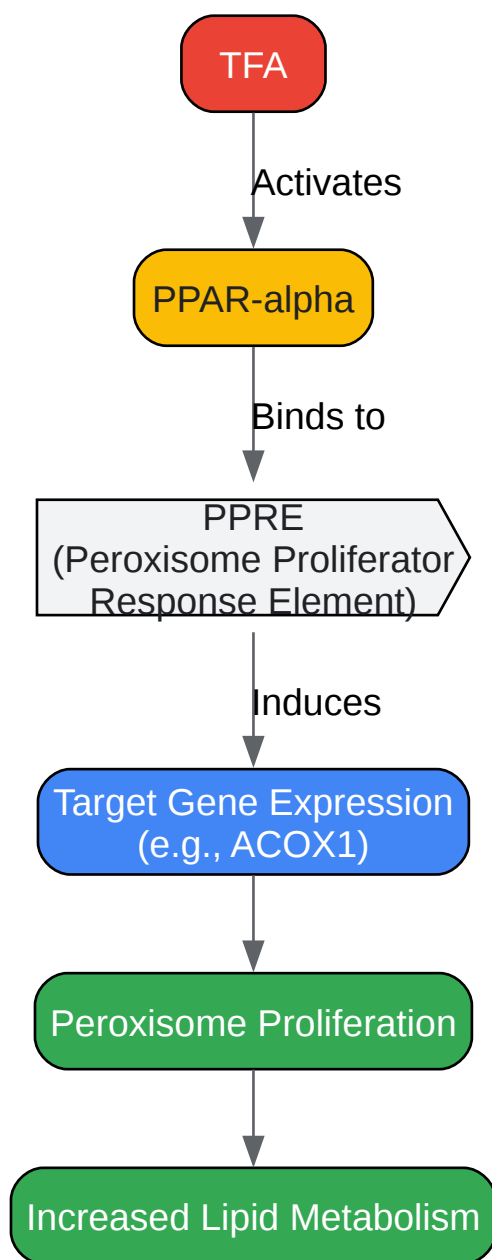 TFA
Activates
PPAR-alpha
Binds to
PPRE
(Peroxisome Proliferator
Response Element)
Induces
Target Gene Expression
(e.g., ACOX1)
Peroxisome Proliferation
Increased Lipid Metabolism